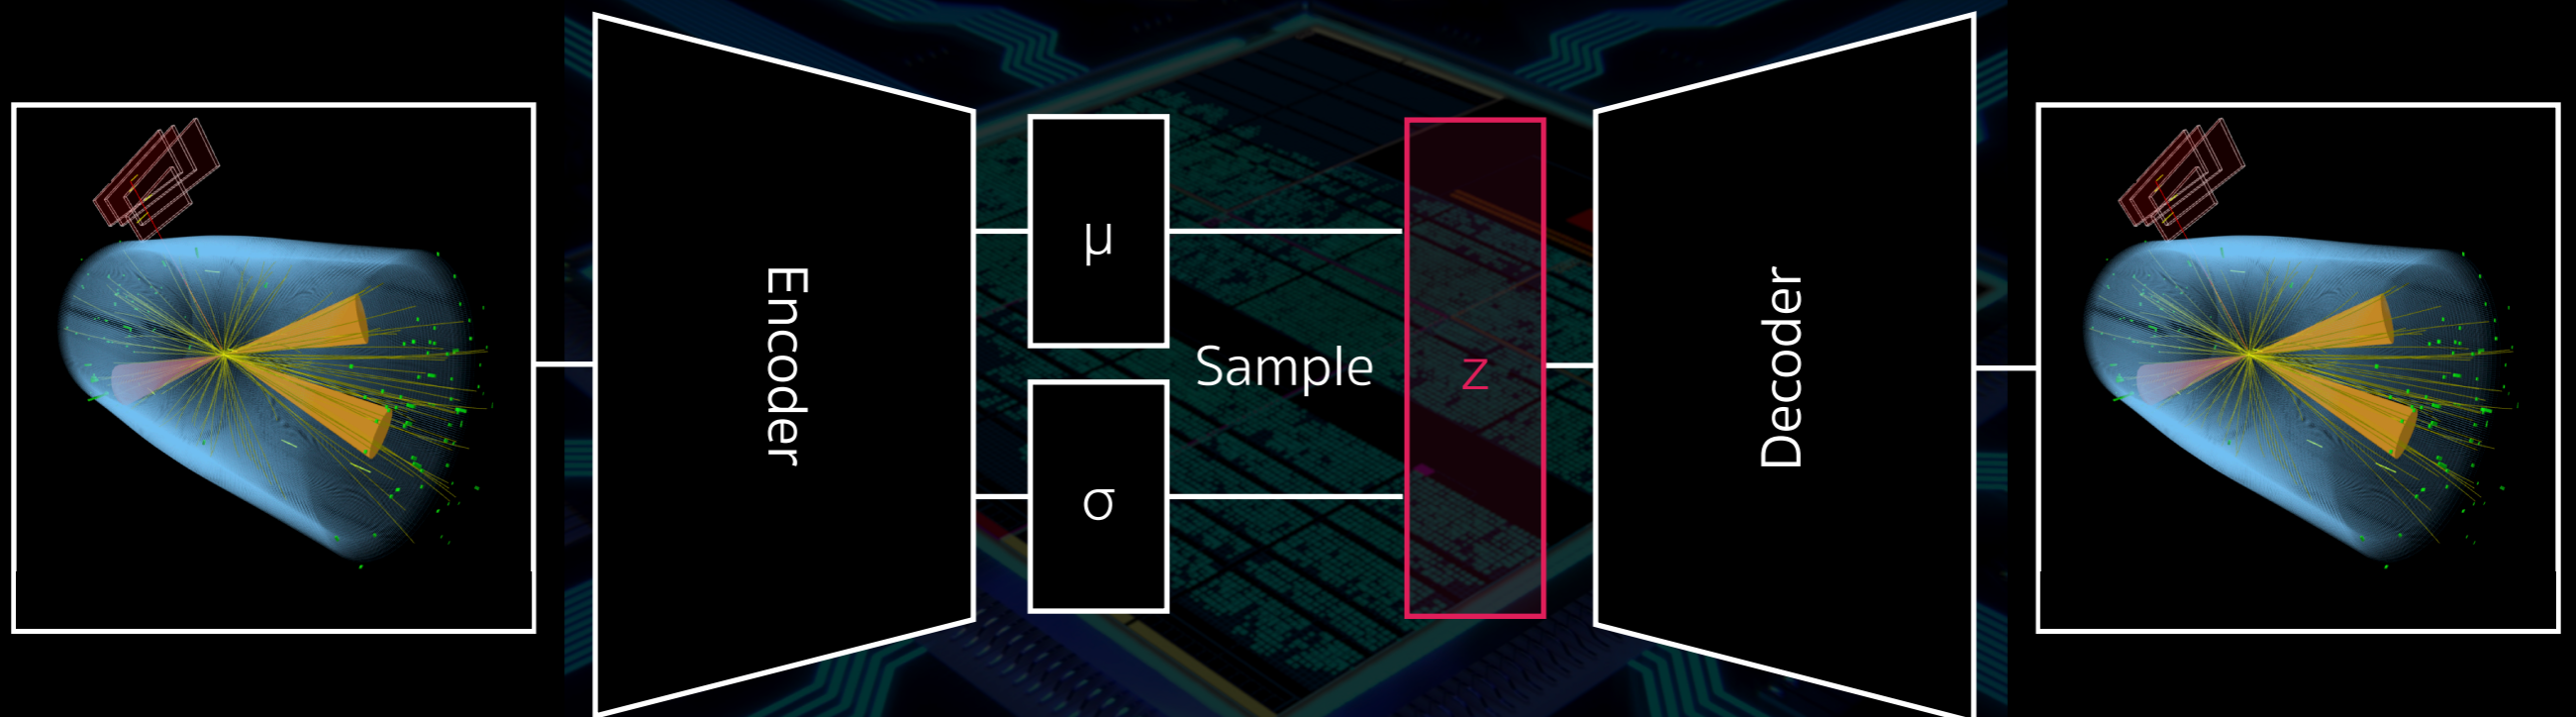 Encoder
μ
σ
Sample
z
Decoder